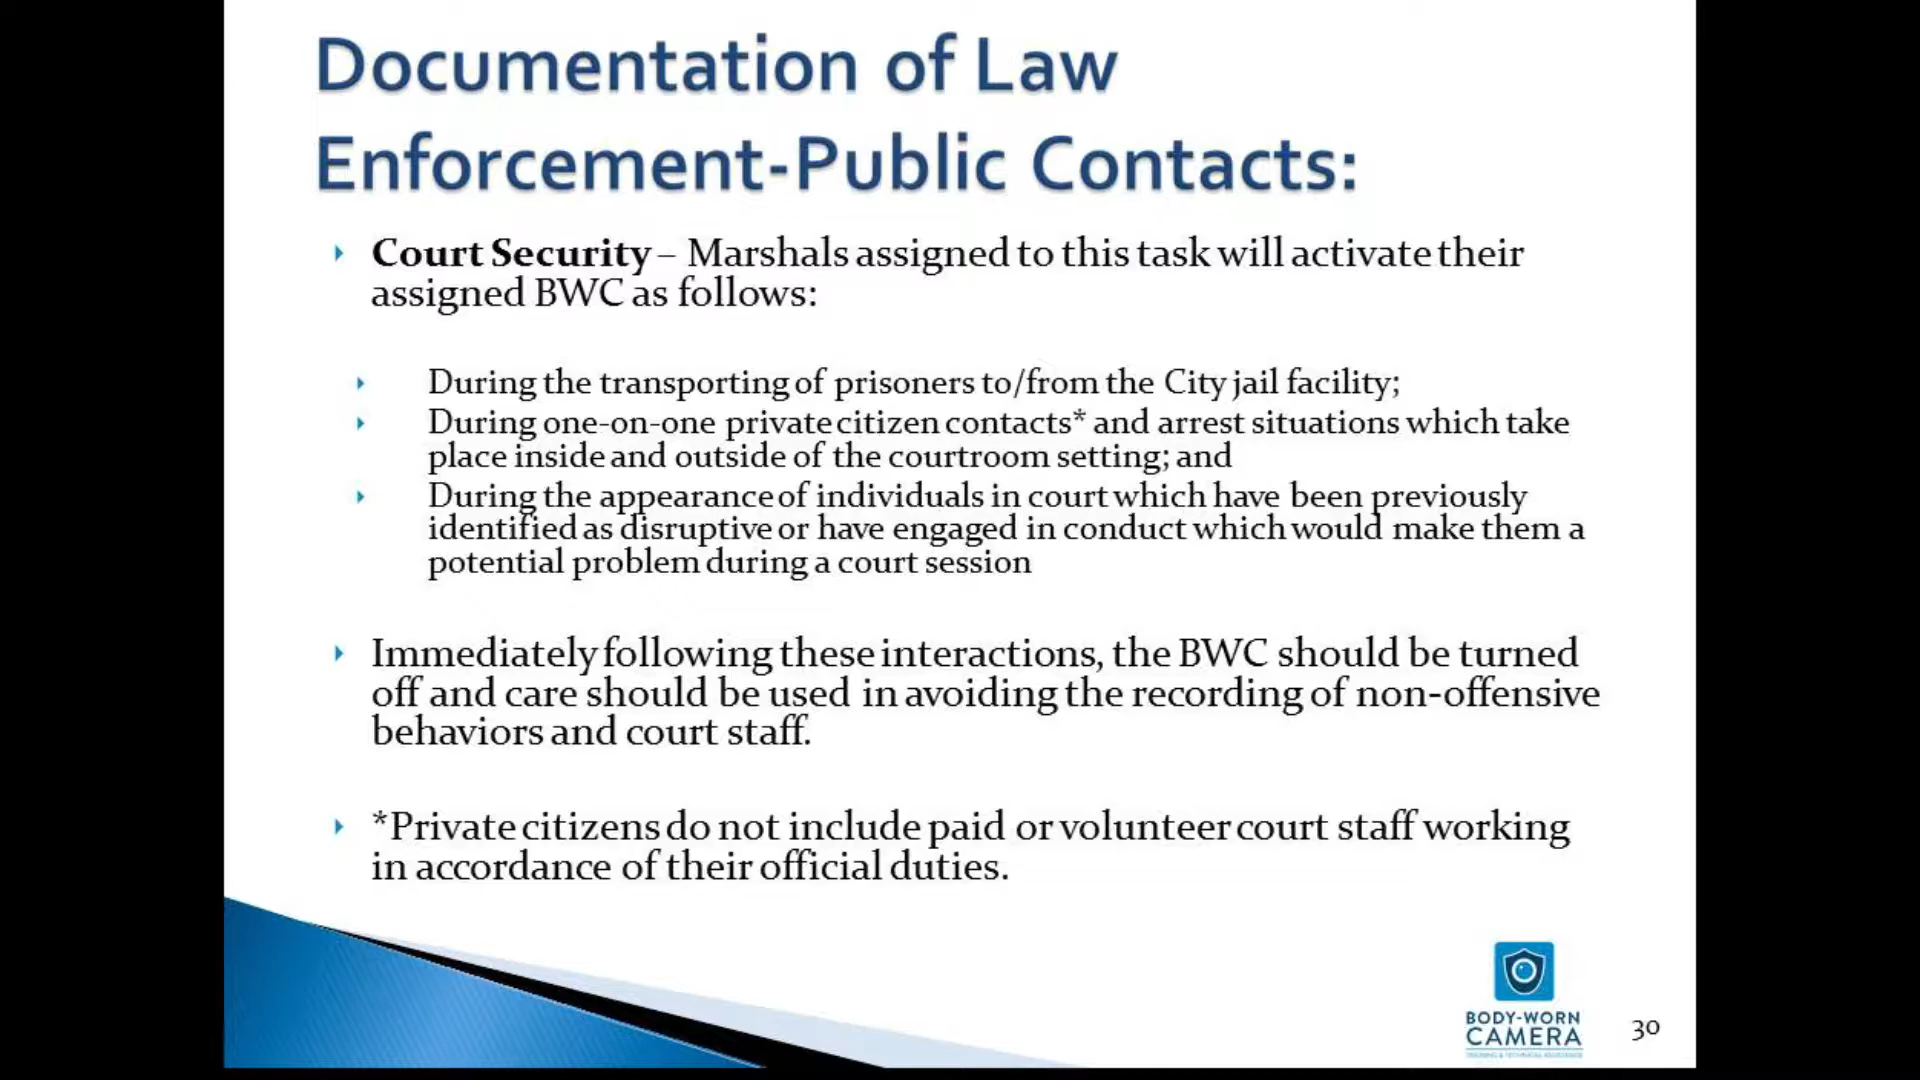 Documentation of Law
Enforcement-Public Contacts:
Court Security – Marshals assigned to this task will activate their
assigned BWC as follows:
During the transporting of prisoners to/from the City jail facility;
During one-on-one private citizen contacts* and arrest situations which take
place inside and outside of the courtroom setting; and
During the appearance of individuals in court which have been previously
identified as disruptive or have engaged in conduct which would make them a
potential problem during a court session
Immediately following these interactions, the BWC should be turned
off and care should be used in avoiding the recording of non-offensive
behaviors and court staff.
*Private citizens do not include paid or volunteer court staff working
in accordance of their official duties.
BODY-WORN
CAMERA
TRAINING & TECHNICAL ASSISTANCE
30